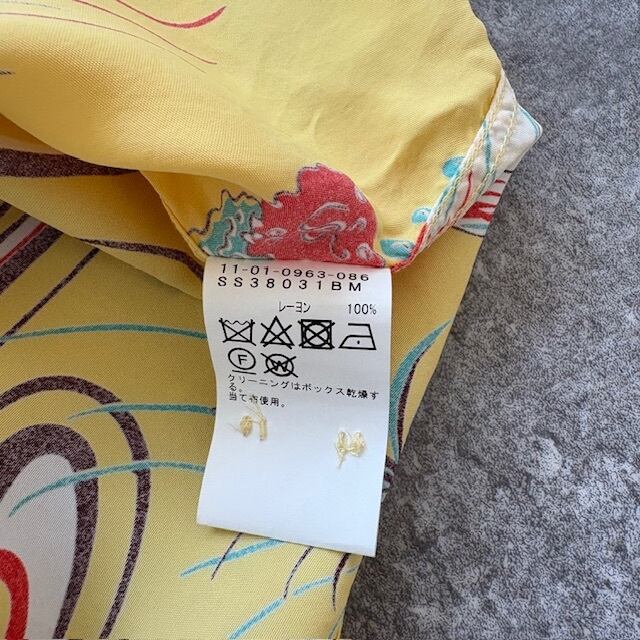 11-01-0963-086
SS38031BM
レーヨン 100%
F W
クリーニングはボックス乾燥す
る。
当て布使用。